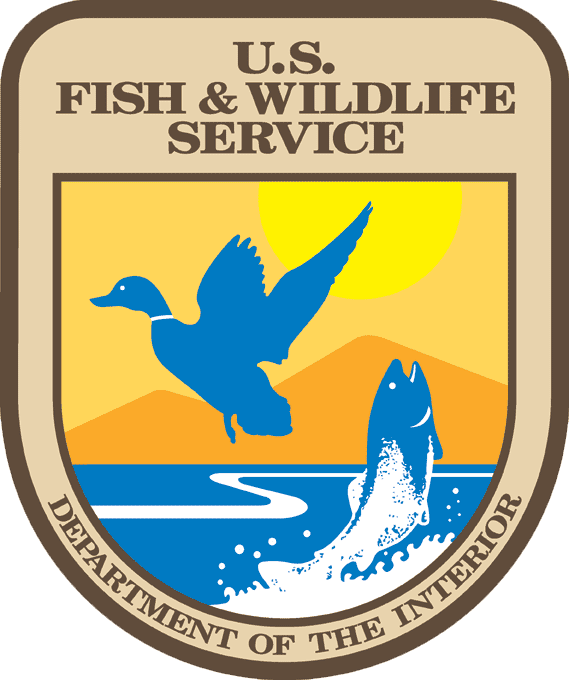 U.S.
FISH & WILDLIFE
SERVICE
DEPARTMENT OF THE INTERIOR